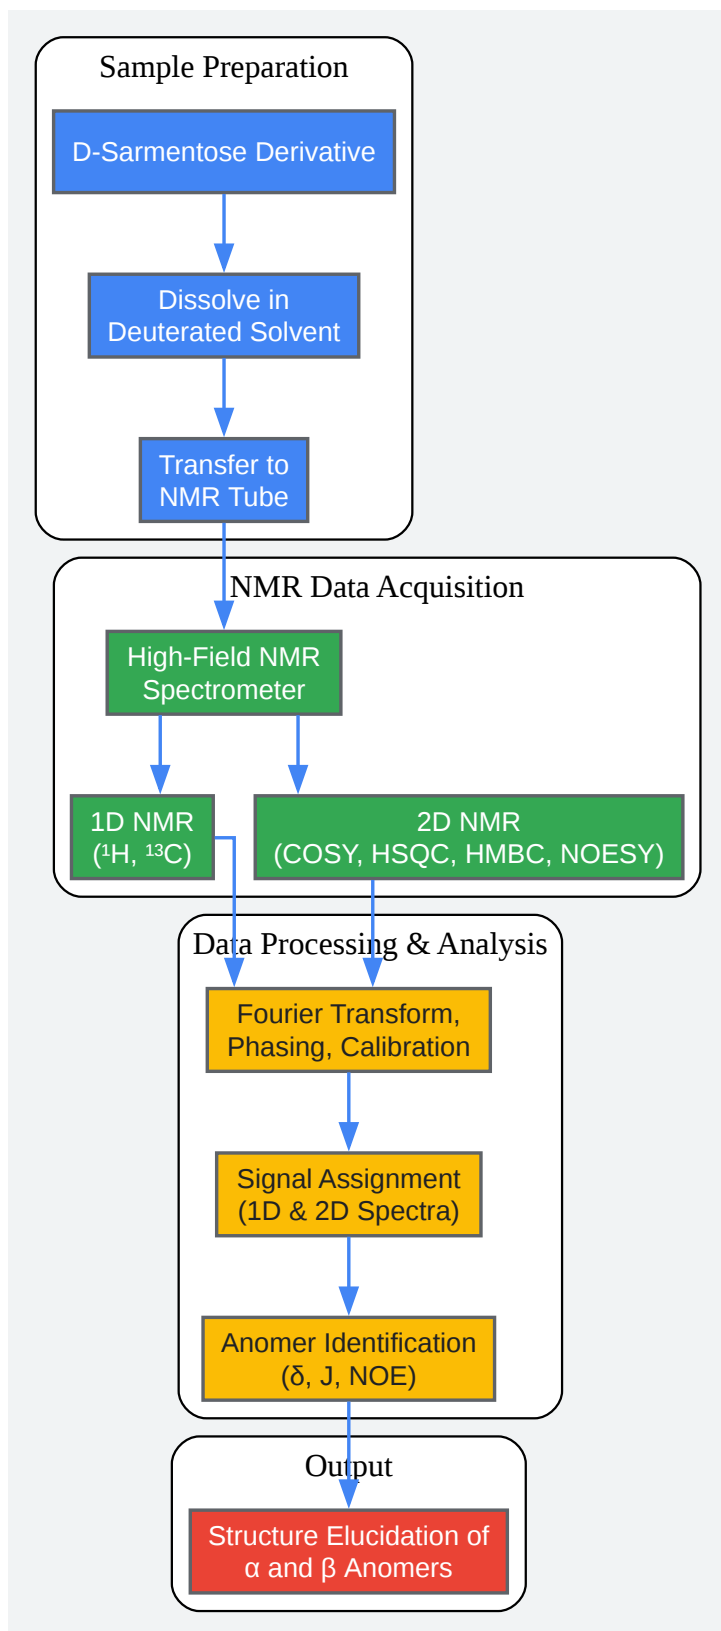 Sample Preparation
D-Sarmentose Derivative
Dissolve in
Deuterated Solvent
Transfer to
NMR Tube
NMR Data Acquisition
High-Field NMR
Spectrometer
1D NMR
(¹H, ¹³C)
2D NMR
(COSY, HSQC, HMBC, NOESY)
Data Processing & Analysis
Fourier Transform,
Phasing, Calibration
Signal Assignment
(1D & 2D Spectra)
Anomer Identification
(δ, J, NOE)
Output
Structure Elucidation of
α and β Anomers